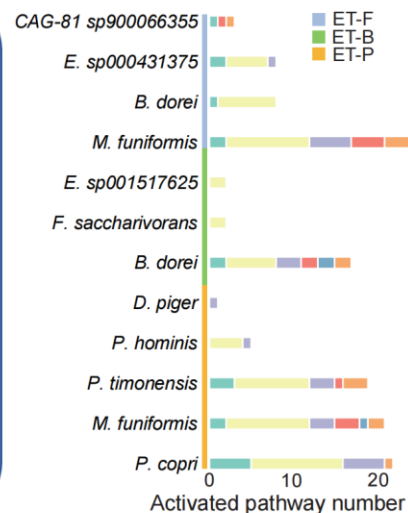 CAG-81 sp900066355
ET-F
ET-B
ET-P
E. sp000431375
B. dorei
M. funiformis
E. sp001517625
F. saccharivorans
B. dorei
D. piger
P. hominis
P. timonensis
M. funiformis
P. copri
0 10 20
Activated pathway number